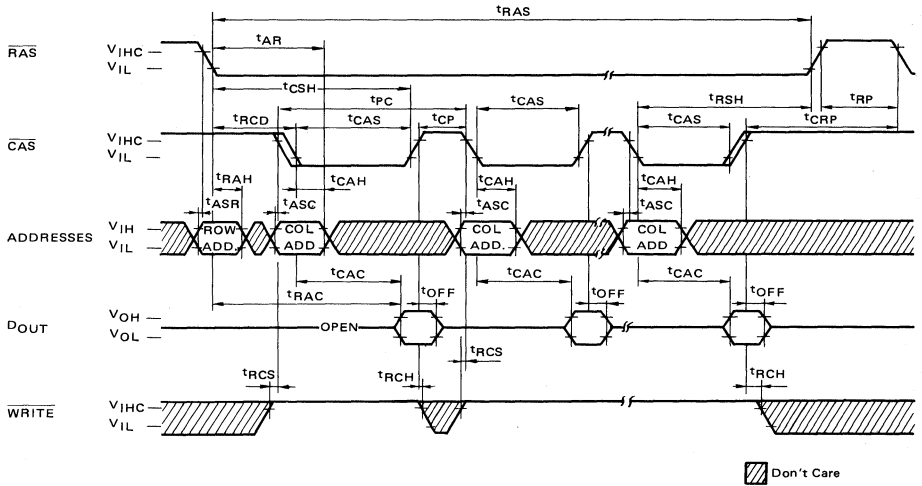 tRAS
tAR
RAS
VIHC
VIL
tCSH
tPC
tCAS
tRSH
tRP
tRCD
tCAS
tCP
tCAS
tCRP
CAS
VIHC
VIL
tRAH
tCAH
tCAH
tCAH
tASR
tASC
tASC
tASC
ADDRESSES
VIH
VIL
ROW ADD.
COL ADD
COL ADD.
COL ADD
tCAC
tCAC
tCAC
tRAC
tOFF
tOFF
tOFF
DOUT
VOH
VOL
OPEN
tRCS
tRCS
tRCH
tRCH
WRITE
VIHC
VIL
Don't Care